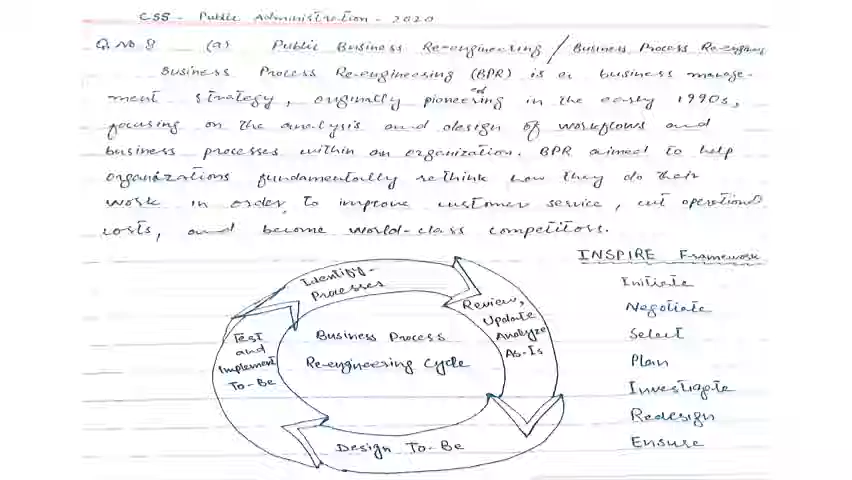 CSS - Public Administration - 2020
Q.No 8 (a) Public Business Re-engineering / Business Process Re-engg
Business Process Re-engineering (BPR) is a business manage-
ment strategy, originally pioneered in the early 1990s,
focusing on the analysis and design of workflows and
business processes within an organization. BPR aimed to help
organizations fundamentally rethink how they do their
work in order to improve customer service, cut operational
costs, and become world-class competitors.
INSPIRE Framework
Initiate
Negotiate
Select
Plan
Investigate
Redesign
Ensure
Identify-
Processes
Review,
Update
Analyze
As-Is
Design To-Be
Test
and
Implement
To-Be
Business Process
Re-engineering Cycle